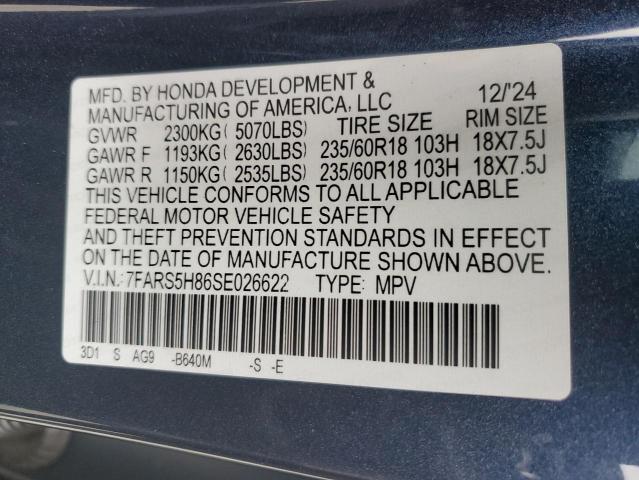 MFD. BY HONDA DEVELOPMENT &
MANUFACTURING OF AMERICA, LLC 12/'24
GVWR 2300KG( 5070LBS) TIRE SIZE RIM SIZE
GAWR F 1193KG( 2630LBS) 235/60R18 103H 18X7.5J
GAWR R 1150KG( 2535LBS) 235/60R18 103H 18X7.5J
THIS VEHICLE CONFORMS TO ALL APPLICABLE
FEDERAL MOTOR VEHICLE SAFETY
AND THEFT PREVENTION STANDARDS IN EFFECT
ON THE DATE OF MANUFACTURE SHOWN ABOVE.
V.I.N.: 7FARS5H86SE026622 TYPE: MPV
3D1 S AG9 -B640M -S -E